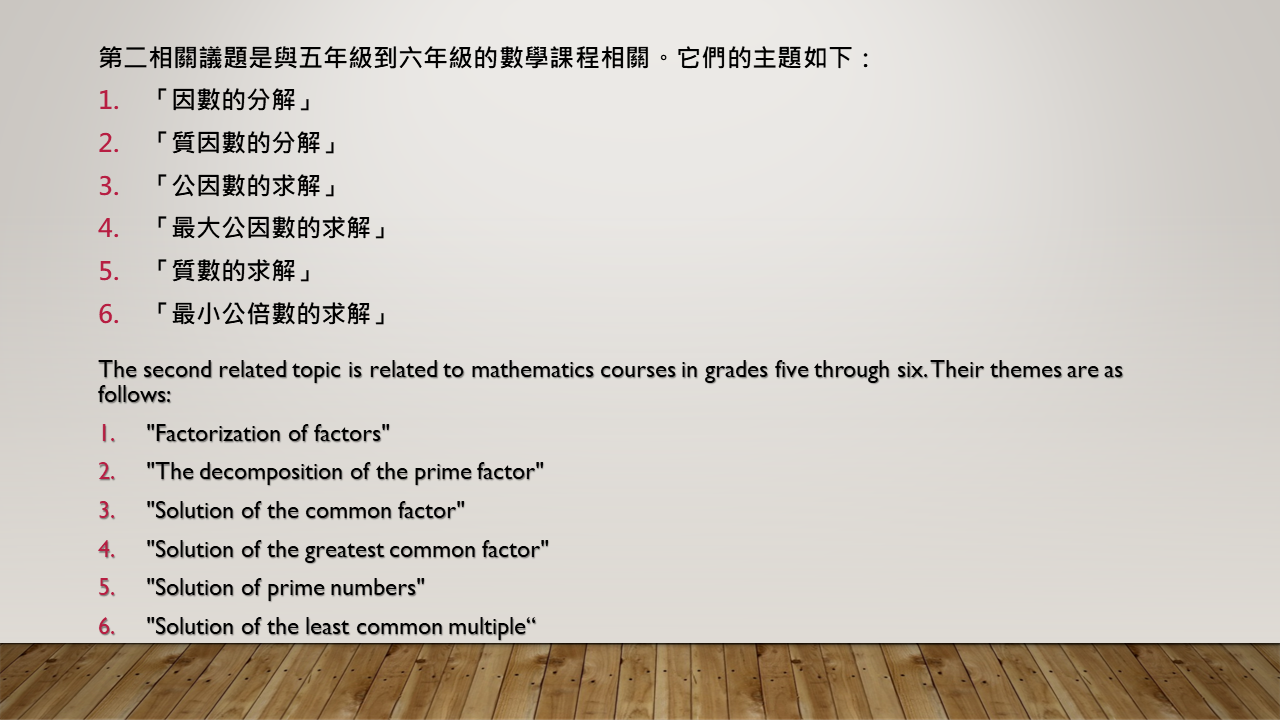 第二相關議題是與五年級到六年級的數學課程相關。它們的主題如下：
1. 「因數的分解」
2. 「質因數的分解」
3. 「公因數的求解」
4. 「最大公因數的求解」
5. 「質數的求解」
6. 「最小公倍數的求解」
The second related topic is related to mathematics courses in grades five through six. Their themes are as
follows:
1. "Factorization of factors"
2. "The decomposition of the prime factor"
3. "Solution of the common factor"
4. "Solution of the greatest common factor"
5. "Solution of prime numbers"
6. "Solution of the least common multiple“